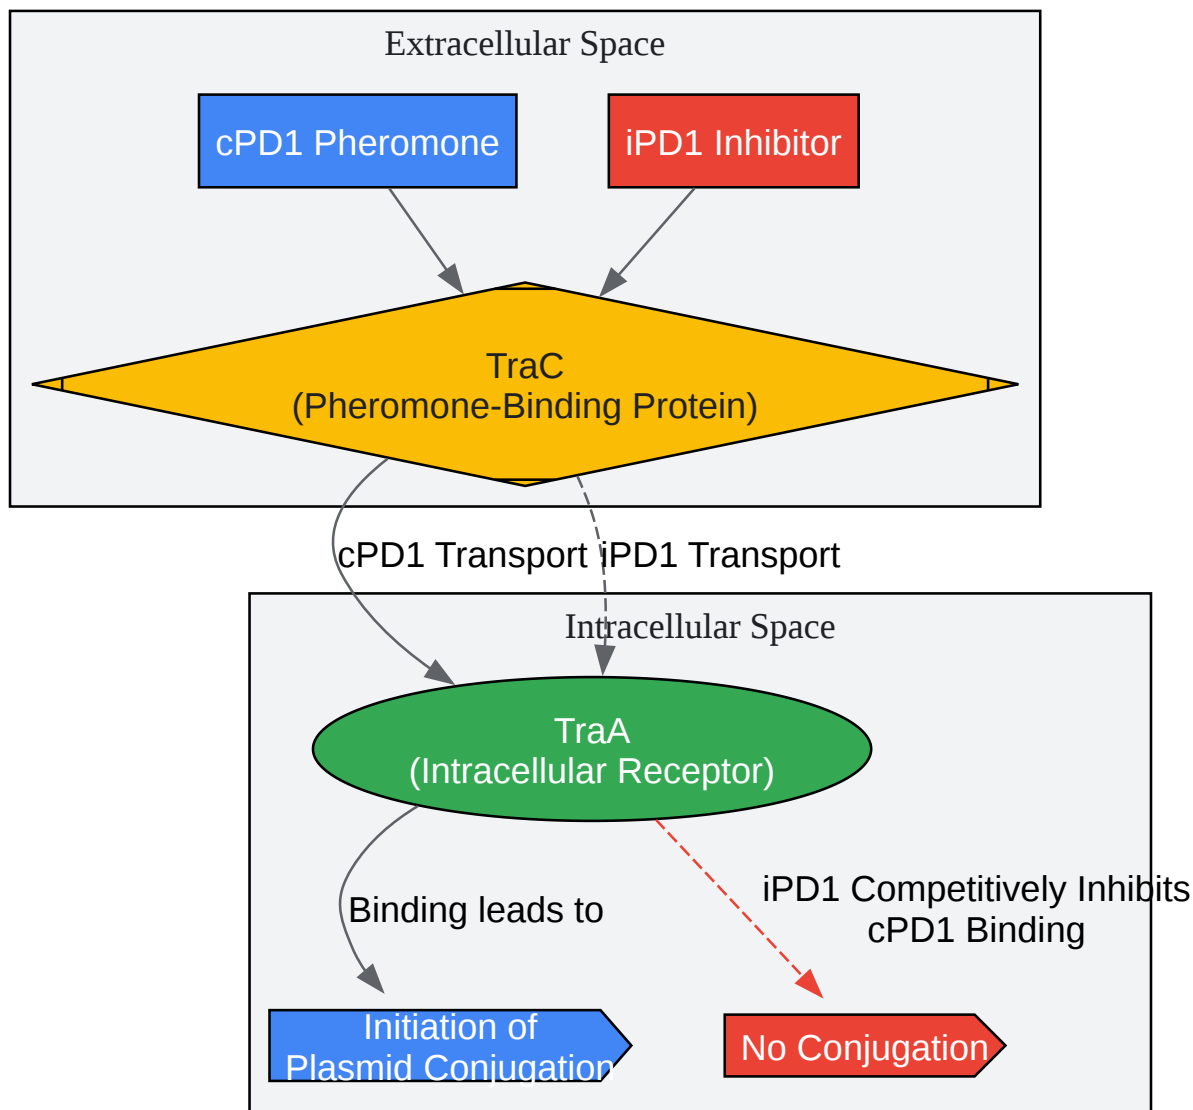 Extracellular Space
cPD1 Pheromone
iPD1 Inhibitor
TraC
(Pheromone-Binding Protein)
cPD1 Transport
iPD1 Transport
Intracellular Space
TraA
(Intracellular Receptor)
Binding leads to
iPD1 Competitively Inhibits
cPD1 Binding
Initiation of
Plasmid Conjugation
No Conjugation